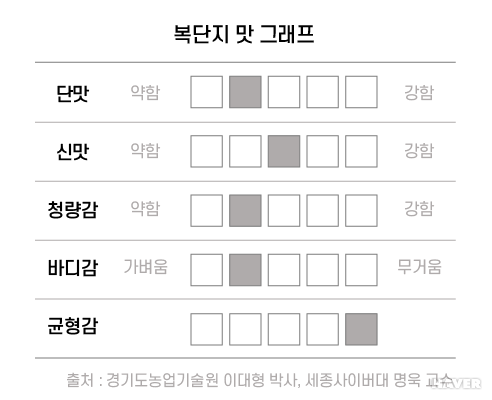 복단지 맛 그래프
단맛 약함 강함
신맛 약함 강함
청량감 약함 강함
바디감 가벼움 무거움
균형감
출처 : 경기도농업기술원 이대형 박사, 세종사이버대 명욱 교수
NAVER